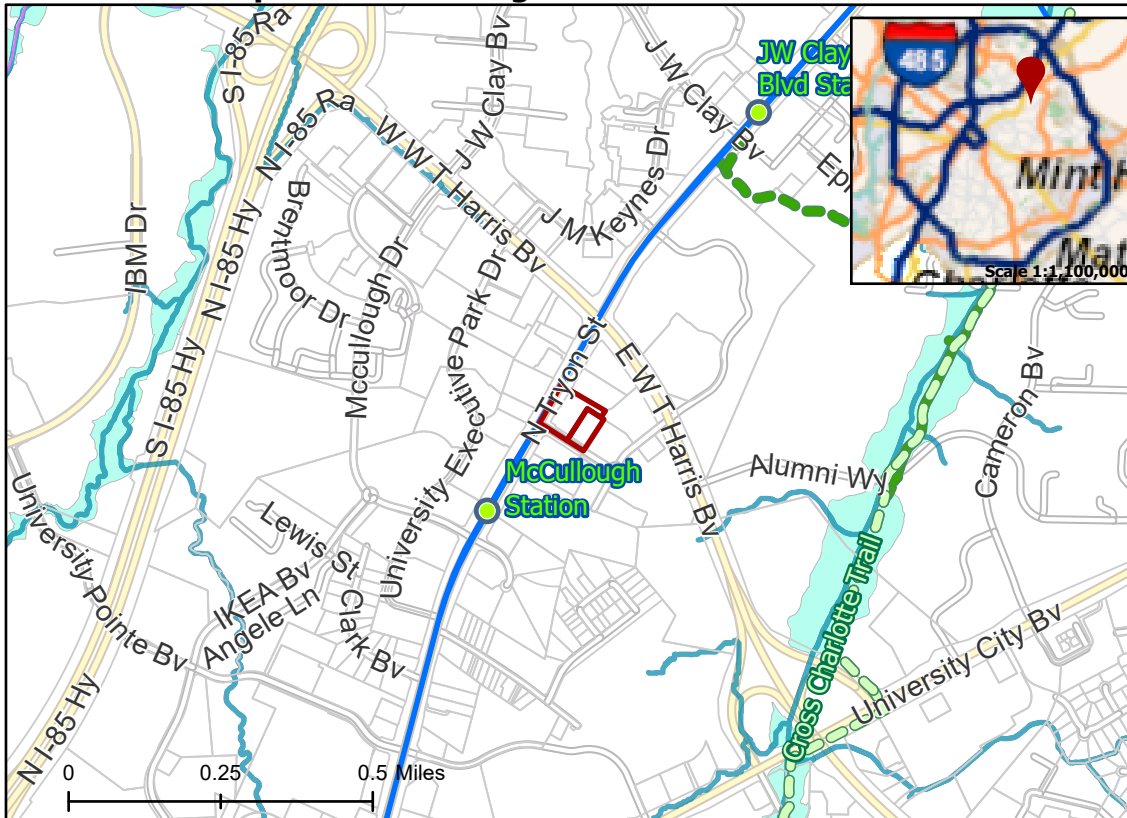 S I-85 Ra
J W Clay Bv
J W Clay Bv
JW Clay
Blvd Sta
485
Mint H
Mat
Charlotte
Scale 1:1,100,000
N I-85 Ra
W W T Harris Bv
J M Keynes Dr
Eph
IBM Dr
N I-85 Hy
Brentmoor Dr
Mccullough Dr
University Executive Park Dr
N Tryon St
E W T Harris Bv
Cameron Bv
S I-85 Hy
McCullough
Station
Alumni Wy
University Pointe Bv
Lewis St
IKEA Bv
Angele Ln
Clark Bv
Cross Charlotte Trail
University City Bv
N I-85 Hy
0 0.25 0.5 Miles